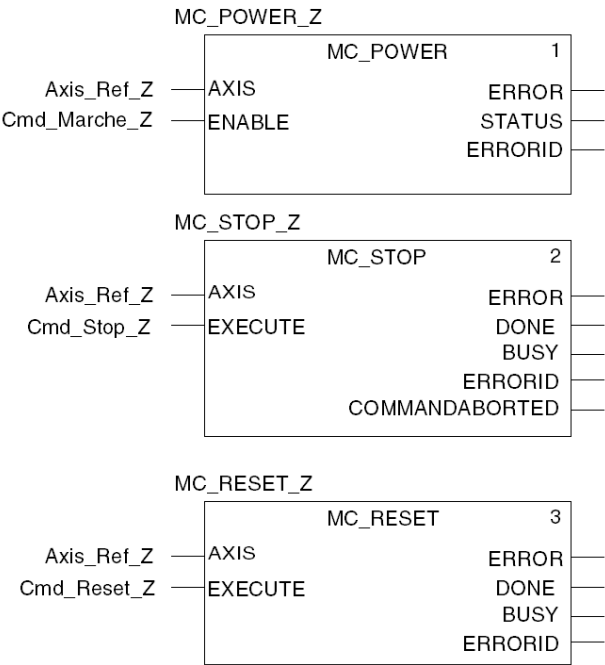 MC_POWER_Z
MC_POWER 1
Axis_Ref_Z AXIS ERROR
Cmd_Marche_Z ENABLE STATUS
ERRORID
MC_STOP_Z
MC_STOP 2
Axis_Ref_Z AXIS ERROR
Cmd_Stop_Z EXECUTE DONE
BUSY
ERRORID
COMMANDABORTED
MC_RESET_Z
MC_RESET 3
Axis_Ref_Z AXIS ERROR
Cmd_Reset_Z EXECUTE DONE
BUSY
ERRORID